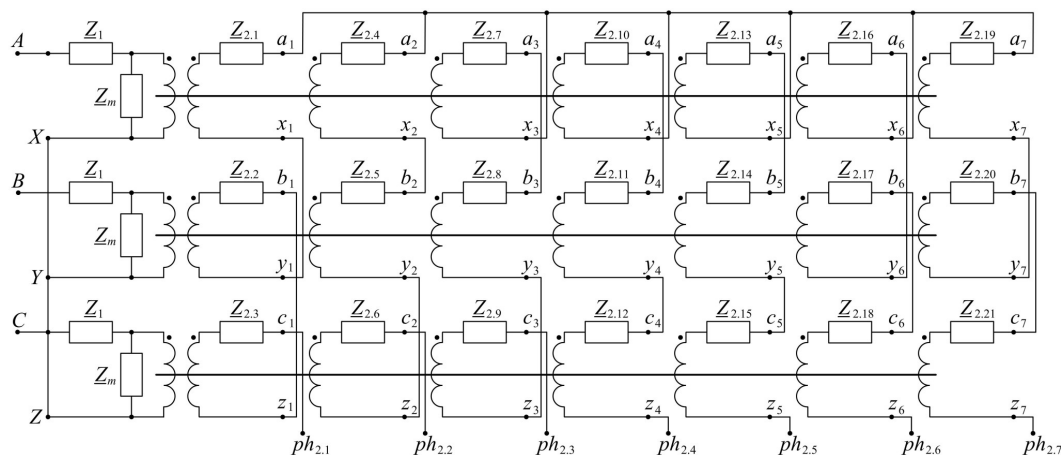 A Z₁ Z₂.₁ a₁ Z₂.₄ a₂ Z₂.₇ a₃ Z₂.₁₀ a₄ Z₂.₁₃ a₅ Z₂.₁₆ a₆ Z₂.₁₉ a₇
Zₘ
X x₁ x₂ x₃ x₄ x₅ x₆ x₇
B Z₁ Z₂.₂ b₁ Z₂.₅ b₂ Z₂.₈ b₃ Z₂.₁₁ b₄ Z₂.₁₄ b₅ Z₂.₁₇ b₆ Z₂.₂₀ b₇
Zₘ
Y y₁ y₂ y₃ y₄ y₅ y₆ y₇
C Z₁ Z₂.₃ c₁ Z₂.₆ c₂ Z₂.₉ c₃ Z₂.₁₂ c₄ Z₂.₁₅ c₅ Z₂.₁₈ c₆ Z₂.₂₁ c₇
Zₘ
Z z₁ z₂ z₃ z₄ z₅ z₆ z₇
ph₂.₁ ph₂.₂ ph₂.₃ ph₂.₄ ph₂.₅ ph₂.₆ ph₂.₇